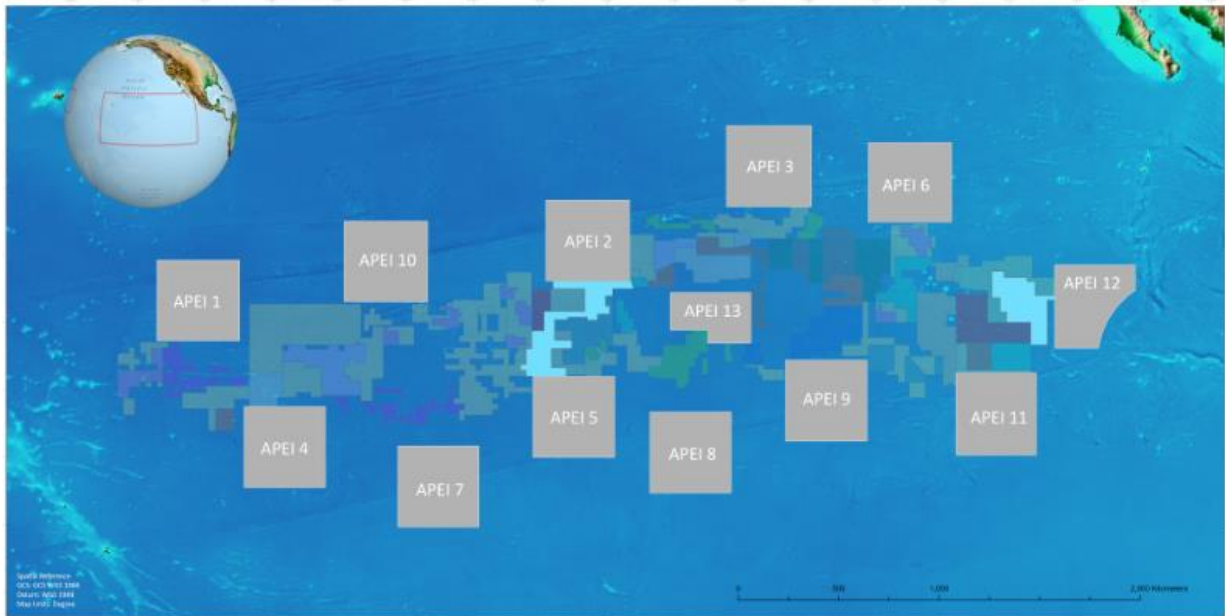 APEI 3
APEI 6
APEI 2
APEI 10
APEI 1
APEI 12
APEI 13
APEI 9
APEI 5
APEI 11
APEI 4
APEI 8
APEI 7
Spatial Reference
Datum: WGS 1984
Map Units: Degree
0 500 1,000 2,000 Kilometers